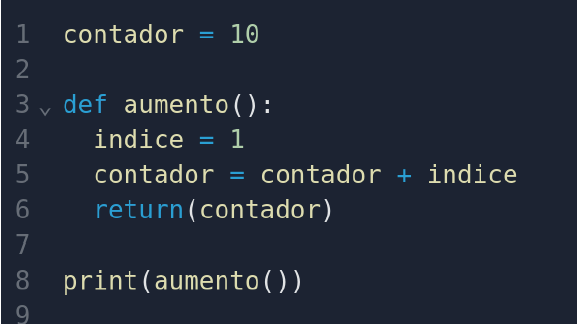 1 contador = 10
2
3 def aumento():
4   indice = 1
5   contador = contador + indice
6   return(contador)
7
8 print(aumento())
9